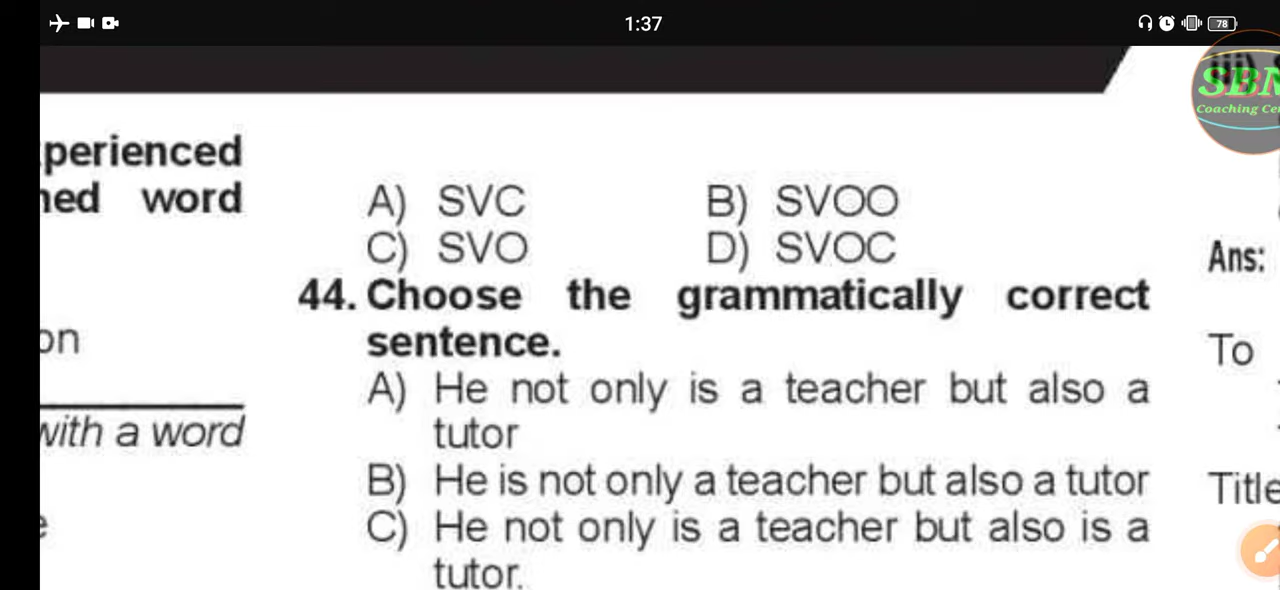 1:37
78
SBN
Coaching Ce
perienced
ned word
on
with a word
e
A) SVC B) SVOO
C) SVO D) SVOC
44. Choose the grammatically correct
sentence.
A) He not only is a teacher but also a
tutor
B) He is not only a teacher but also a tutor
C) He not only is a teacher but also is a
tutor.
Ans:
To
Title